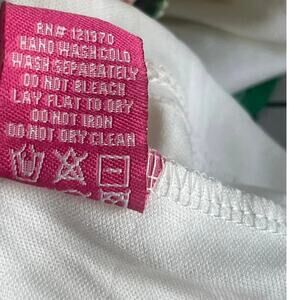 RN# 121970
HAND WASH COLD
WASH SEPARATELY
DO NOT BLEACH
LAY FLAT TO DRY
DO NOT IRON
DO NOT DRY CLEAN